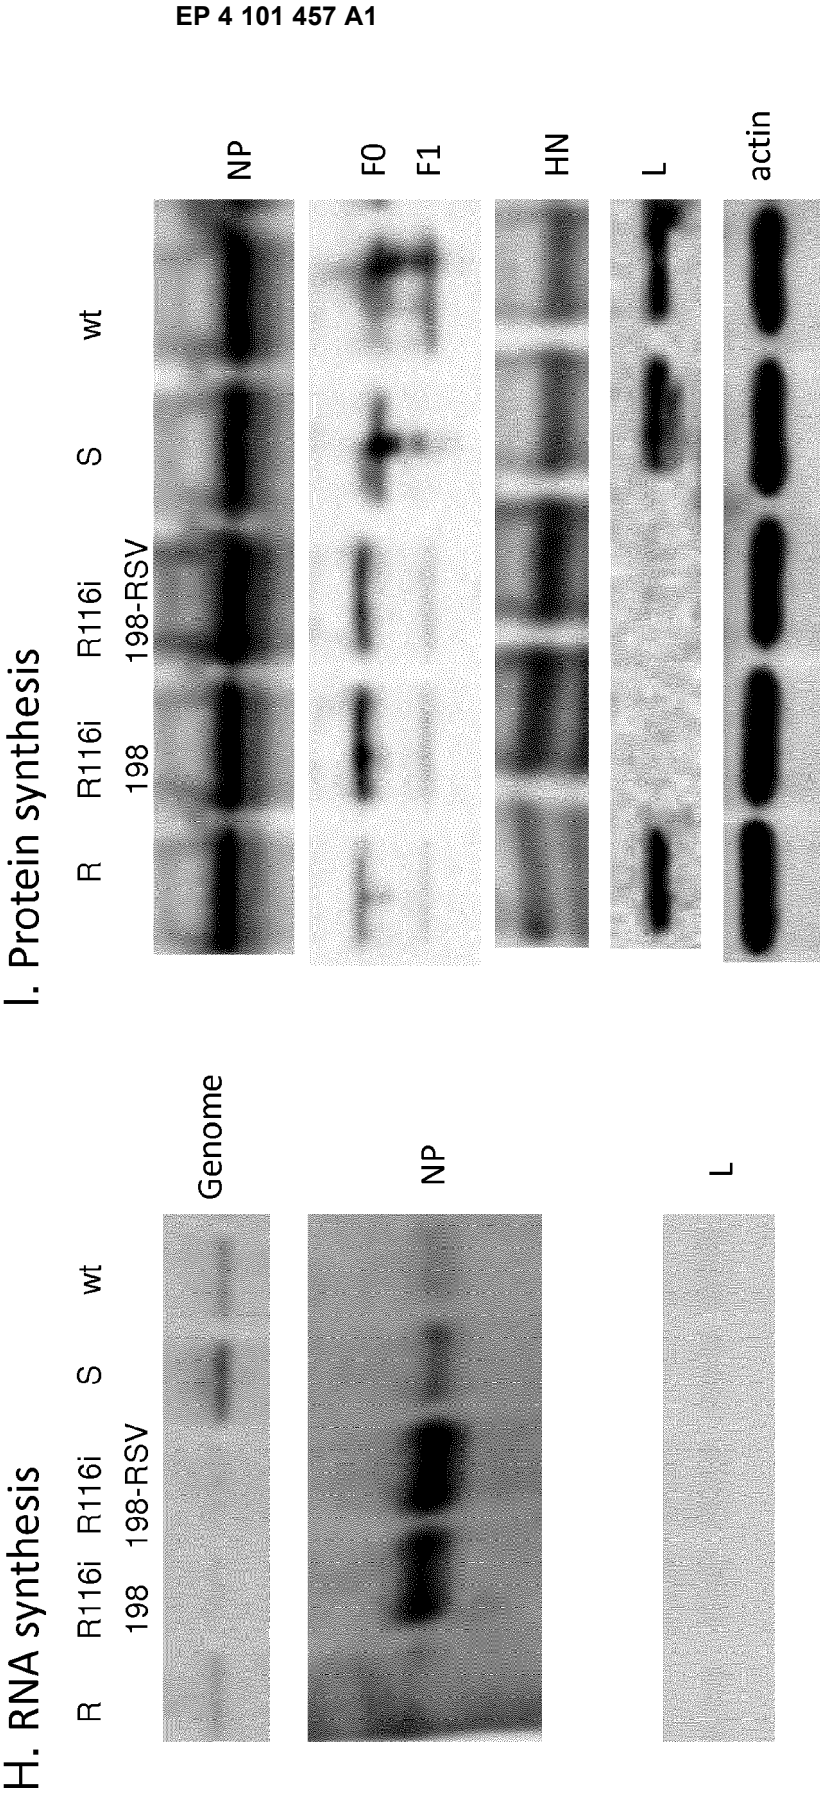 EP 4 101 457 A1
H. RNA synthesis
R R116i R116i S wt
198 198-RSV
Genome
NP
L
I. Protein synthesis
R R116i R116i S wt
198 198-RSV
NP
F0
F1
HN
L
actin